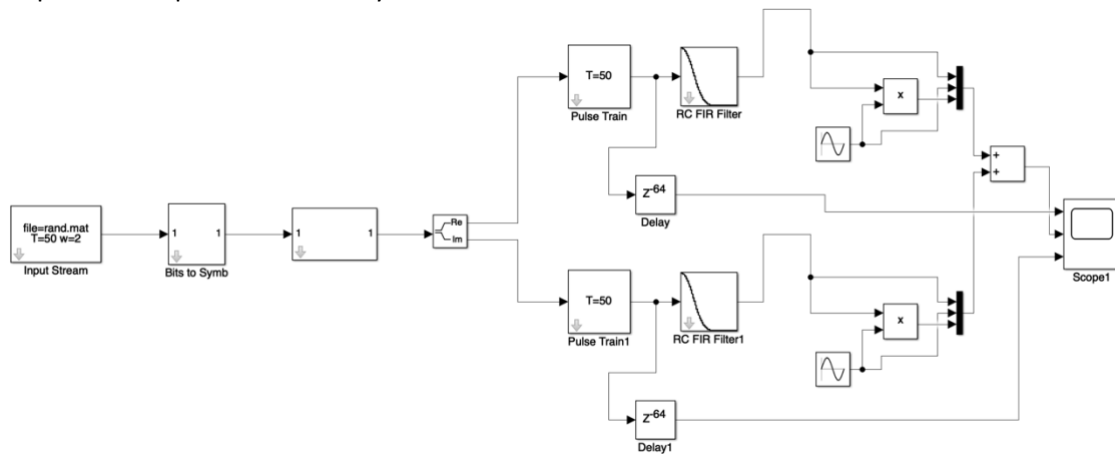 T=50
Pulse Train
RC FIR Filter
x
+
+
Z-64
Delay
Re
Im
file=rand.mat
T=50 w=2
Input Stream
1 1
Bits to Symb
1 1
Scope1
T=50
Pulse Train1
RC FIR Filter1
x
Z-64
Delay1